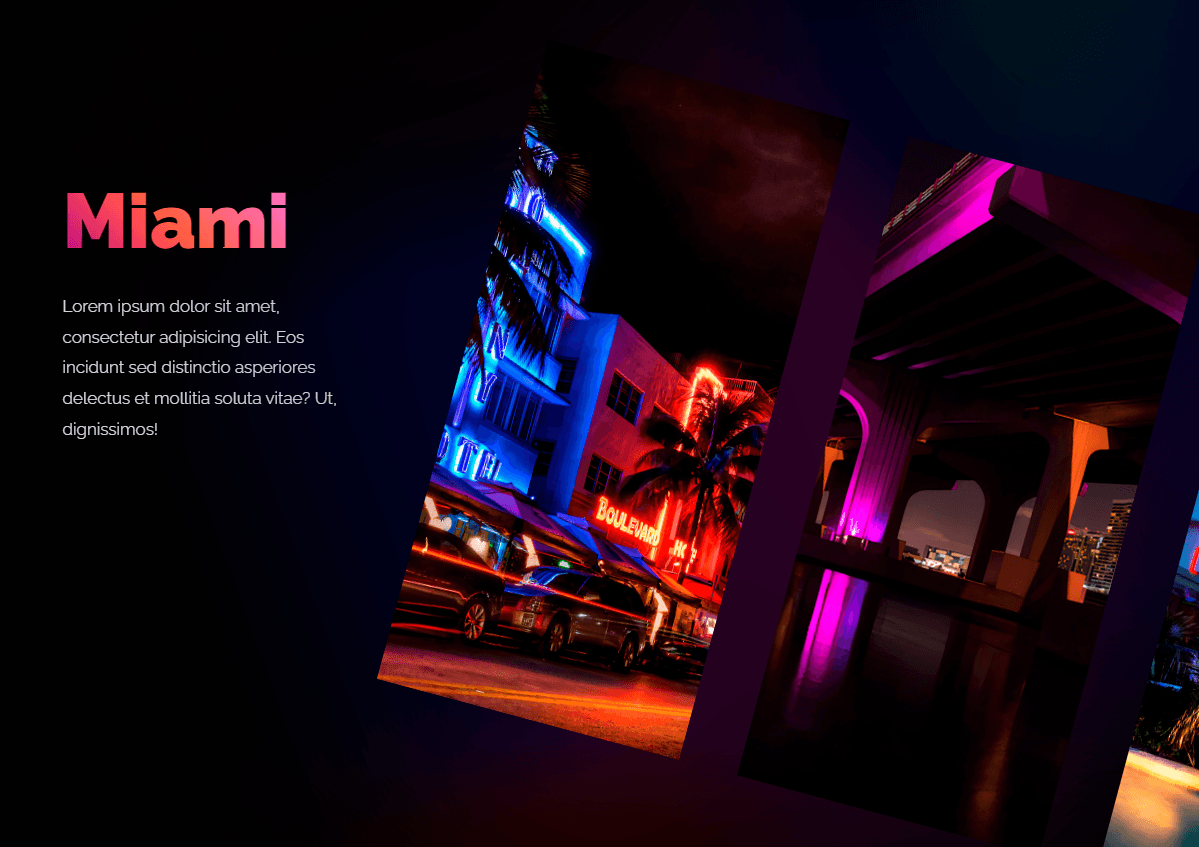 Miami
Lorem ipsum dolor sit amet,
consectetur adipisicing elit. Eos
incidunt sed distinctio asperiores
delectus et mollitia soluta vitae? Ut,
dignissimos!
COLONY
BOULEVARD